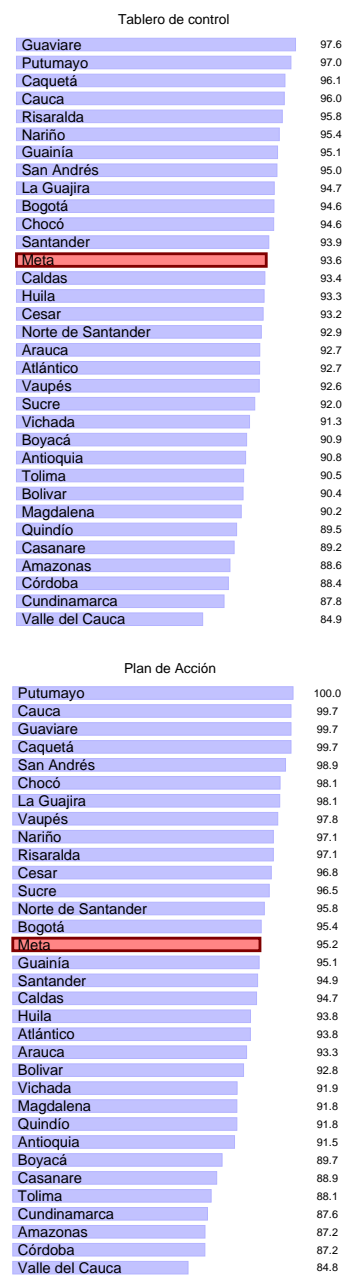 Tablero de control
Guaviare 97.6
Putumayo 97.0
Caquetá 96.1
Cauca 96.0
Risaralda 95.8
Nariño 95.4
Guainía 95.1
San Andrés 95.0
La Guajira 94.7
Bogotá 94.6
Chocó 94.6
Santander 93.9
Meta 93.6
Caldas 93.4
Huila 93.3
Cesar 93.2
Norte de Santander 92.9
Arauca 92.7
Atlántico 92.7
Vaupés 92.6
Sucre 92.0
Vichada 91.3
Boyacá 90.9
Antioquia 90.8
Tolima 90.5
Bolivar 90.4
Magdalena 90.2
Quindío 89.5
Casanare 89.2
Amazonas 88.6
Córdoba 88.4
Cundinamarca 87.8
Valle del Cauca 84.9
Plan de Acción
Putumayo 100.0
Cauca 99.7
Guaviare 99.7
Caquetá 99.7
San Andrés 98.9
Chocó 98.1
La Guajira 98.1
Vaupés 97.8
Nariño 97.1
Risaralda 97.1
Cesar 96.8
Sucre 96.5
Norte de Santander 95.8
Bogotá 95.4
Meta 95.2
Guainía 95.1
Santander 94.9
Caldas 94.7
Huila 93.8
Atlántico 93.8
Arauca 93.3
Bolivar 92.8
Vichada 91.9
Magdalena 91.8
Quindío 91.8
Antioquia 91.5
Boyacá 89.7
Casanare 88.9
Tolima 88.1
Cundinamarca 87.6
Amazonas 87.2
Córdoba 87.2
Valle del Cauca 84.8